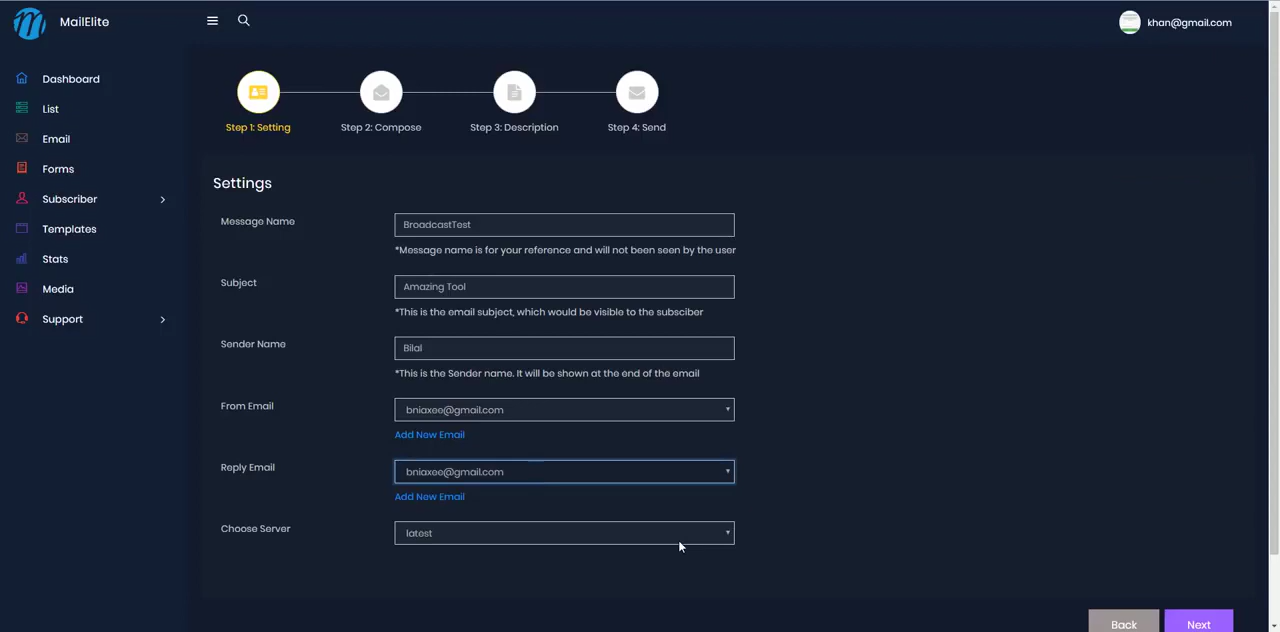 MailElite
khan@gmail.com
Dashboard
List
Email
Forms
Subscriber
Templates
Stats
Media
Support
Step 1: Setting
Step 2: Compose
Step 3: Description
Step 4: Send
Settings
Message Name
BroadcastTest
*Message name is for your reference and will not been seen by the user
Subject
Amazing Tool
*This is the email subject, which would be visible to the subsciber
Sender Name
Bilal
*This is the Sender name. It will be shown at the end of the email
From Email
bniaxee@gmail.com
Add New Email
Reply Email
bniaxee@gmail.com
Add New Email
Choose Server
latest
Back
Next